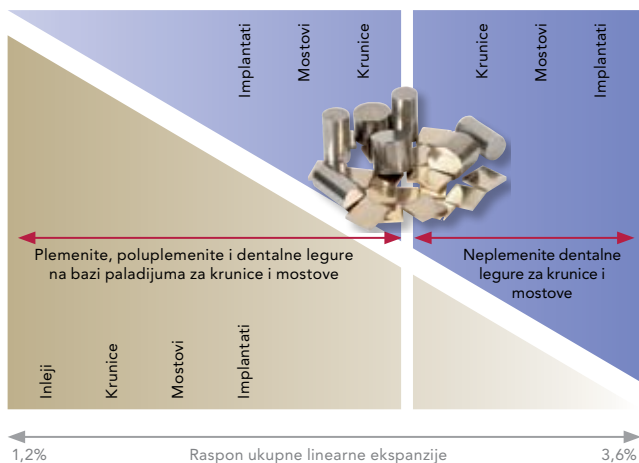 Implantati
Mostovi
Krunice
Krunice
Mostovi
Implantati
Plemenite, poluplemenite i dentalne legure
na bazi paladijuma za krunice i mostove
Neplemenite dentalne
legure za krunice i
mostove
Inleji
Krunice
Mostovi
Implantati
1,2%
Raspon ukupne linearne ekspanzije
3,6%